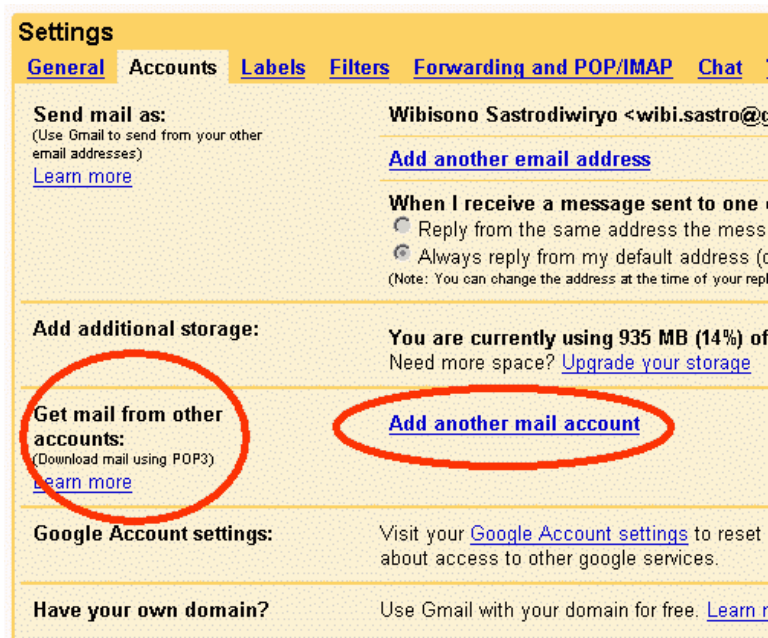 Settings
General Accounts Labels Filters Forwarding and POP/IMAP Chat
Send mail as:
(Use Gmail to send from your other
email addresses)
Learn more
Wibisono Sastrodiwiryo <wibi.sastro@g
Add another email address
When I receive a message sent to one
Reply from the same address the mess
Always reply from my default address (
(Note: You can change the address at the time of your repl
Add additional storage:
You are currently using 935 MB (14%) of
Need more space? Upgrade your storage
Get mail from other
accounts:
(Download mail using POP3)
Learn more
Add another mail account
Google Account settings:
Visit your Google Account settings to reset
about access to other google services.
Have your own domain?
Use Gmail with your domain for free. Learn